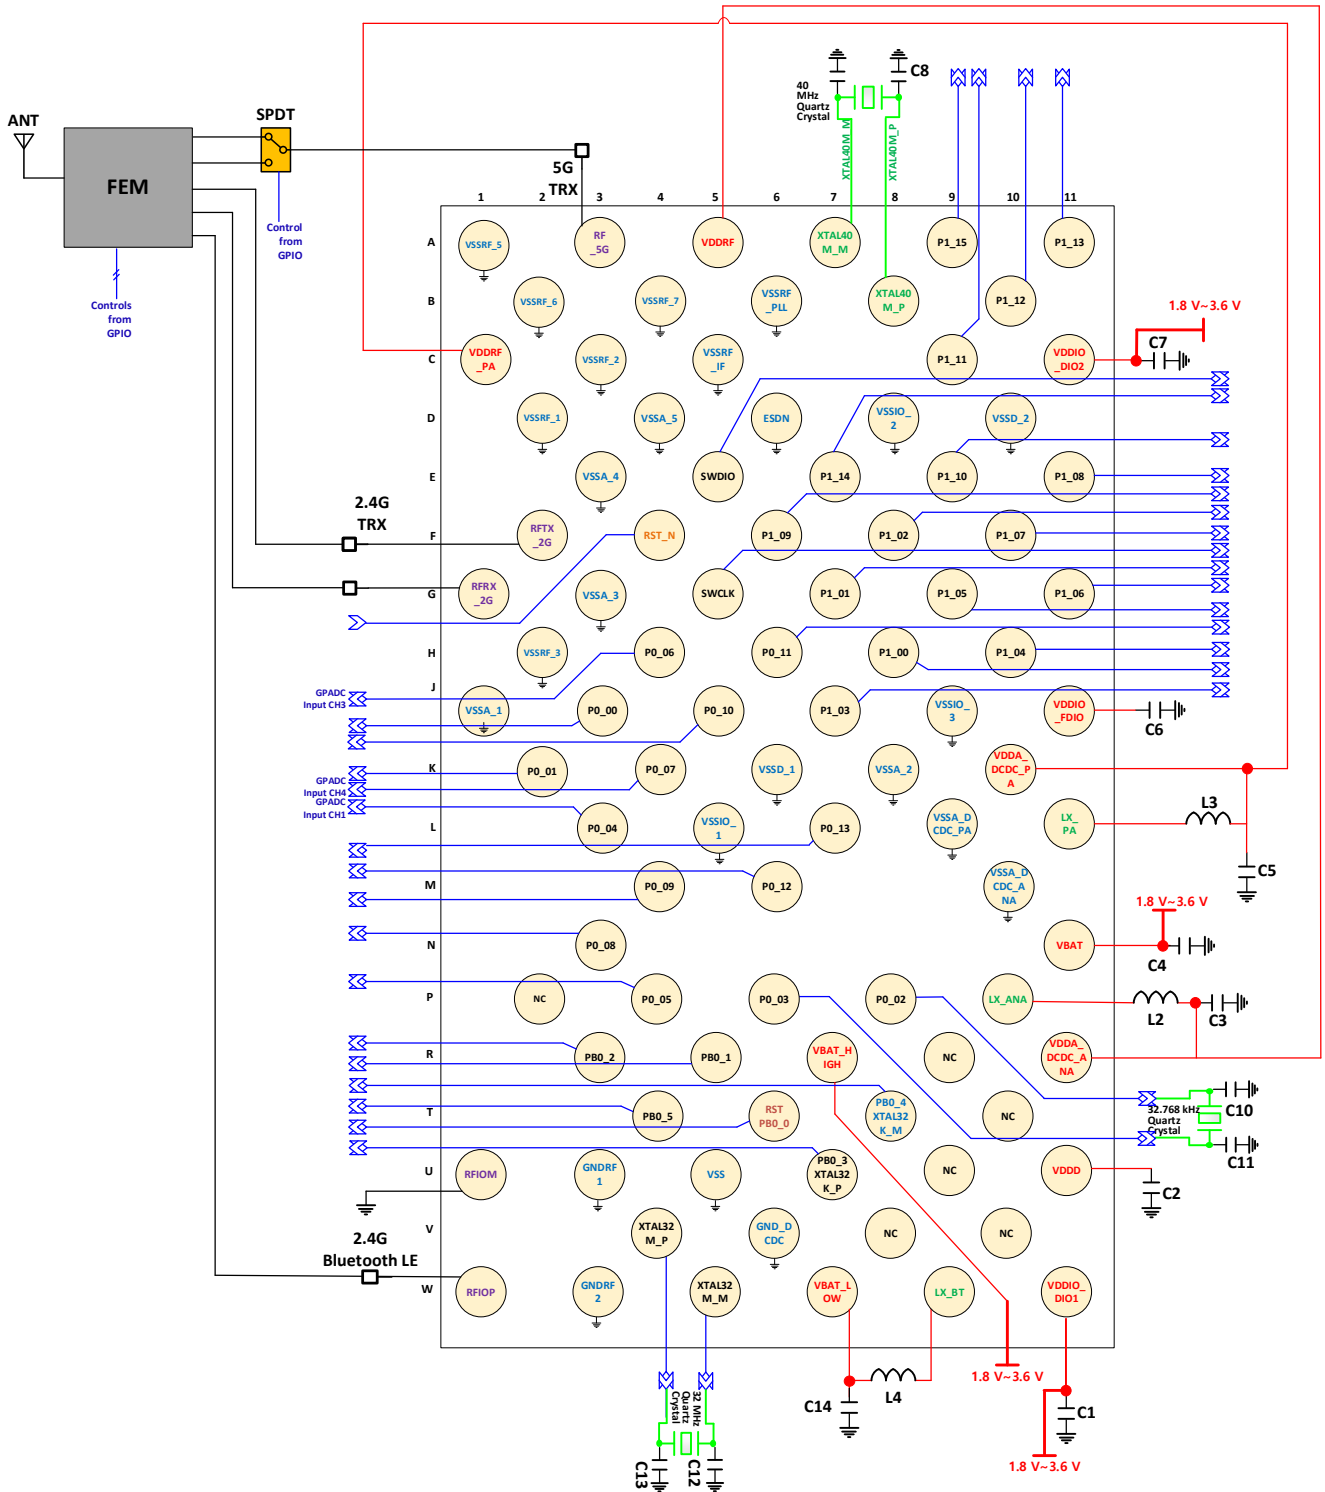 C8
40
MHz
Quartz
Crystal
XTAL40M_M
XTAL40M_P
ANT
SPDT
FEM
5G
TRX
Control
from
GPIO
Controls
from
GPIO
1 2 3 4 5 6 7 8 9 10 11
A
VSSRF_5
RF
_5G
VDDRF
XTAL40
M_M
P1_15
P1_13
B
VSSRF_6
VSSRF_7
VSSRF
_PLL
XTAL40
M_P
P1_12
1.8 V~3.6 V
C7
C
VDDRF
_PA
VSSRF_2
VSSRF
_IF
P1_11
VDDIO
_DIO2
D
VSSRF_1
VSSA_5
ESDN
VSSIO_
2
VSSD_2
E
VSSA_4
SWDIO
P1_14
P1_10
P1_08
2.4G
TRX
F
RFTX
_2G
RST_N
P1_09
P1_02
P1_07
G
RFRX
_2G
VSSA_3
SWCLK
P1_01
P1_05
P1_06
H
VSSRF_3
P0_06
P0_11
P1_00
P1_04
GPADC
Input CH3
J
VSSA_1
P0_00
P0_10
P1_03
VSSIO_
3
VDDIO
_FDIO
C6
K
P0_01
P0_07
VSSD_1
VSSA_2
VDDA_
DCDC_P
A
GPADC
Input CH4
GPADC
Input CH1
L
P0_04
VSSIO_
1
P0_13
VSSA_D
CDC_PA
LX_
PA
L3
C5
M
P0_09
P0_12
VSSA_D
CDC_A
NA
1.8 V~3.6 V
N
P0_08
VBAT
C4
P
NC
P0_05
P0_03
P0_02
LX_ANA
L2
C3
R
PB0_2
PB0_1
VBAT_H
IGH
NC
VDDA_
DCDC_A
NA
T
PB0_5
RST
PB0_0
PB0_4
XTAL32
K_M
NC
32.768 kHz
Quartz
Crystal
C10
C11
U
RFIOM
GNDRF
1
VSS
PB0_3
XTAL32
K_P
NC
VDDD
C2
V
XTAL32
M_P
GND_D
CDC
NC
NC
2.4G
Bluetooth LE
W
RFIOP
GNDRF
2
XTAL32
M_M
VBAT_L
OW
LX_BT
VDDIO_
DIO1
1.8 V~3.6 V
L4
C14
C1
1.8 V~3.6 V
32 MHz
Quartz
Crystal
C13
C12